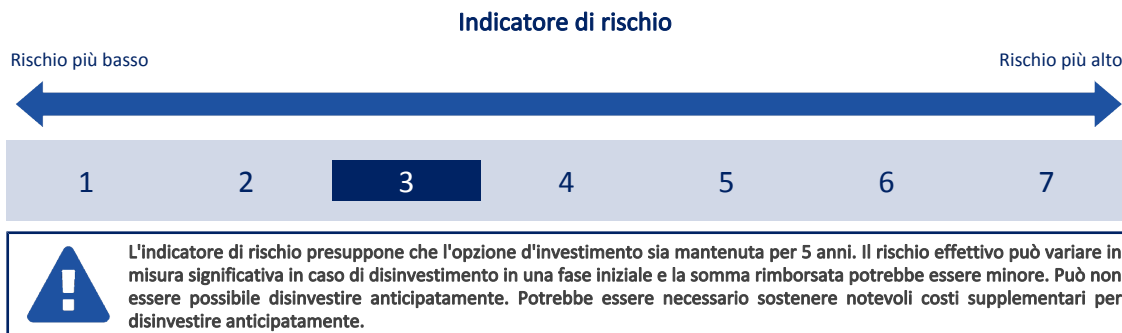 Indicatore di rischio
Rischio più basso
Rischio più alto
1 2 3 4 5 6 7
L'indicatore di rischio presuppone che l'opzione d'investimento sia mantenuta per 5 anni. Il rischio effettivo può variare in
misura significativa in caso di disinvestimento in una fase iniziale e la somma rimborsata potrebbe essere minore. Può non
essere possibile disinvestire anticipatamente. Potrebbe essere necessario sostenere notevoli costi supplementari per
disinvestire anticipatamente.